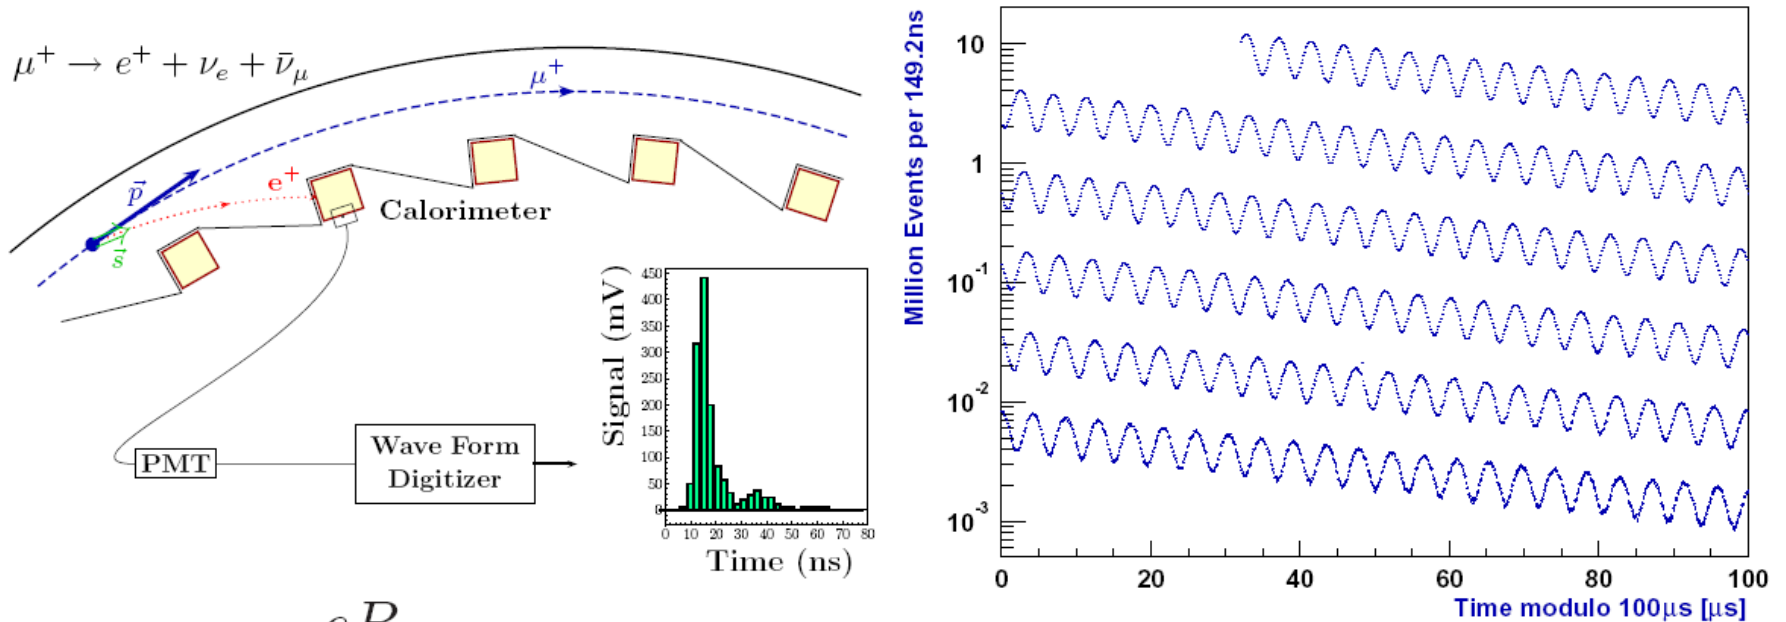 μ⁺ → e⁺ + ν_e + ν̄_μ
μ⁺
p⃗
e⁺
s⃗
Calorimeter
PMT
Wave Form
Digitizer
Signal (mV)
450
400
350
300
250
200
150
100
50
0
0 10 20 30 40 50 60 70 80
Time (ns)
Million Events per 149.2ns
10
1
10⁻¹
10⁻²
10⁻³
0 20 40 60 80 100
Time modulo 100μs [μs]